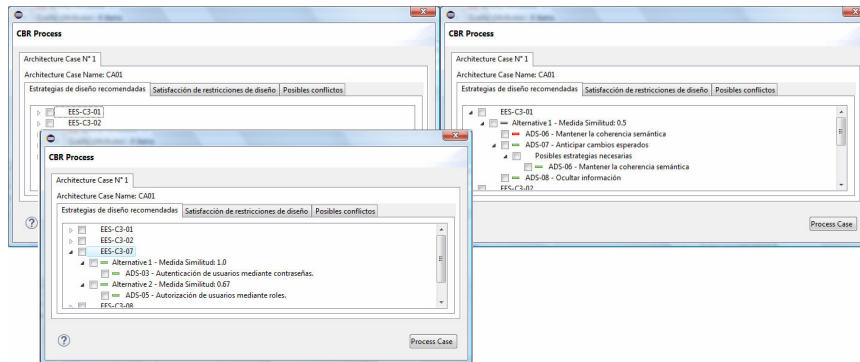 CBR Process
Architecture Case N° 1
Architecture Case Name: CA01
Estrategias de diseño recomendadas Satisfacción de restricciones de diseño Posibles conflictos
EES-C3-01
EES-C3-02
?
CBR Process
Architecture Case N° 1
Architecture Case Name: CA01
Estrategias de diseño recomendadas Satisfacción de restricciones de diseño Posibles conflictos
EES-C3-01
Alternative 1 - Medida Similitud: 0.5
ADS-06 - Mantener la coherencia semántica
ADS-07 - Anticipar cambios esperados
Posibles estrategias necesarias
ADS-06 - Mantener la coherencia semántica
ADS-08 - Ocultar información
EES-C3-02
Process Case
CBR Process
Architecture Case N° 1
Architecture Case Name: CA01
Estrategias de diseño recomendadas Satisfacción de restricciones de diseño Posibles conflictos
EES-C3-01
EES-C3-02
EES-C3-07
Alternative 1 - Medida Similitud: 1.0
ADS-03 - Autenticación de usuarios mediante contraseñas.
Alternative 2 - Medida Similitud: 0.67
ADS-05 - Autorización de usuarios mediante roles.
EES-C3-08
?
Process Case